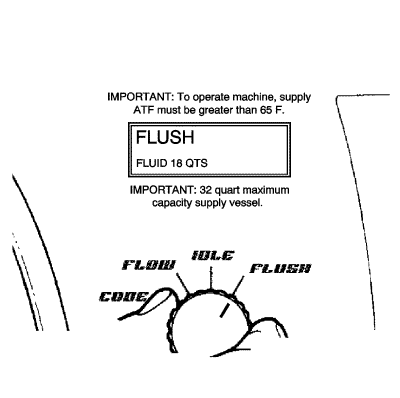 IMPORTANT: To operate machine, supply
ATF must be greater than 65 F.
FLUSH
FLUID 18 QTS
IMPORTANT: 32 quart maximum
capacity supply vessel.
IDLE
FLOW
FLUSH
CODE